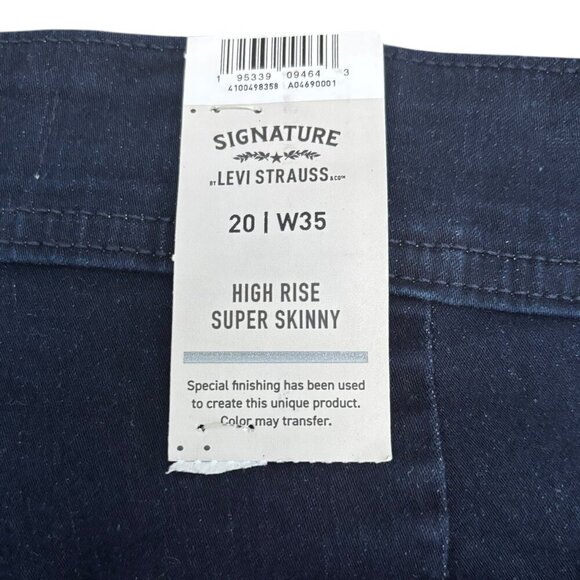 1 95339 09464 3
4100498358 A04690001
SIGNATURE
BY LEVI STRAUSS & CO™
20 | W35
HIGH RISE
SUPER SKINNY
Special finishing has been used
to create this unique product.
Color may transfer.